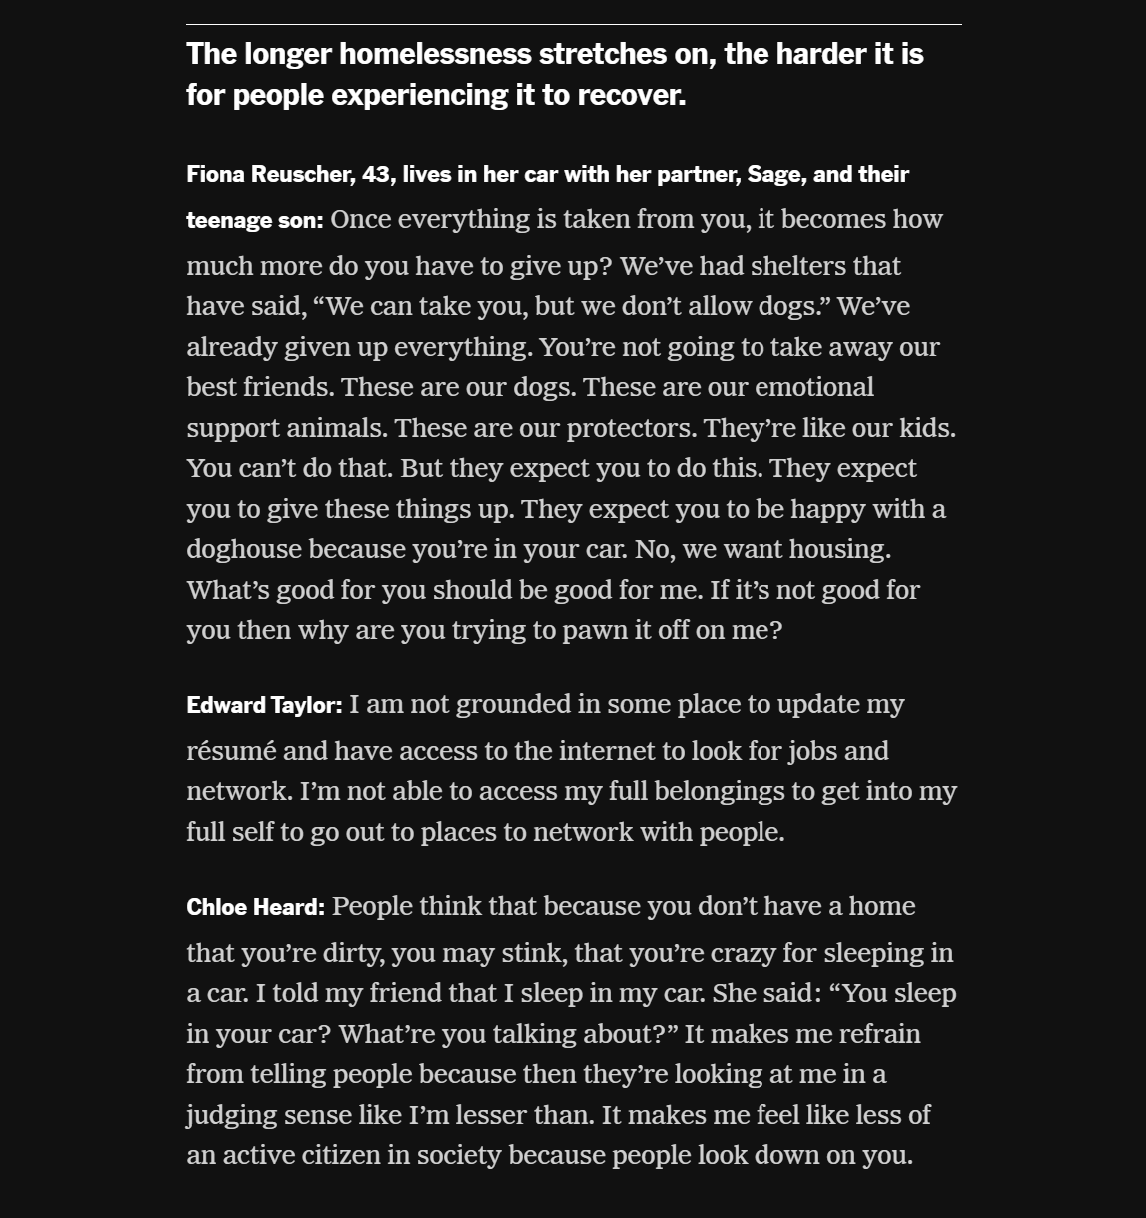 The longer homelessness stretches on, the harder it is
for people experiencing it to recover.
Fiona Reuscher, 43, lives in her car with her partner, Sage, and their
teenage son: Once everything is taken from you, it becomes how
much more do you have to give up? We’ve had shelters that
have said, “We can take you, but we don’t allow dogs.” We’ve
already given up everything. You’re not going to take away our
best friends. These are our dogs. These are our emotional
support animals. These are our protectors. They’re like our kids.
You can’t do that. But they expect you to do this. They expect
you to give these things up. They expect you to be happy with a
doghouse because you’re in your car. No, we want housing.
What’s good for you should be good for me. If it’s not good for
you then why are you trying to pawn it off on me?
Edward Taylor: I am not grounded in some place to update my
résumé and have access to the internet to look for jobs and
network. I’m not able to access my full belongings to get into my
full self to go out to places to network with people.
Chloe Heard: People think that because you don’t have a home
that you’re dirty, you may stink, that you’re crazy for sleeping in
a car. I told my friend that I sleep in my car. She said: “You sleep
in your car? What’re you talking about?” It makes me refrain
from telling people because then they’re looking at me in a
judging sense like I’m lesser than. It makes me feel like less of
an active citizen in society because people look down on you.